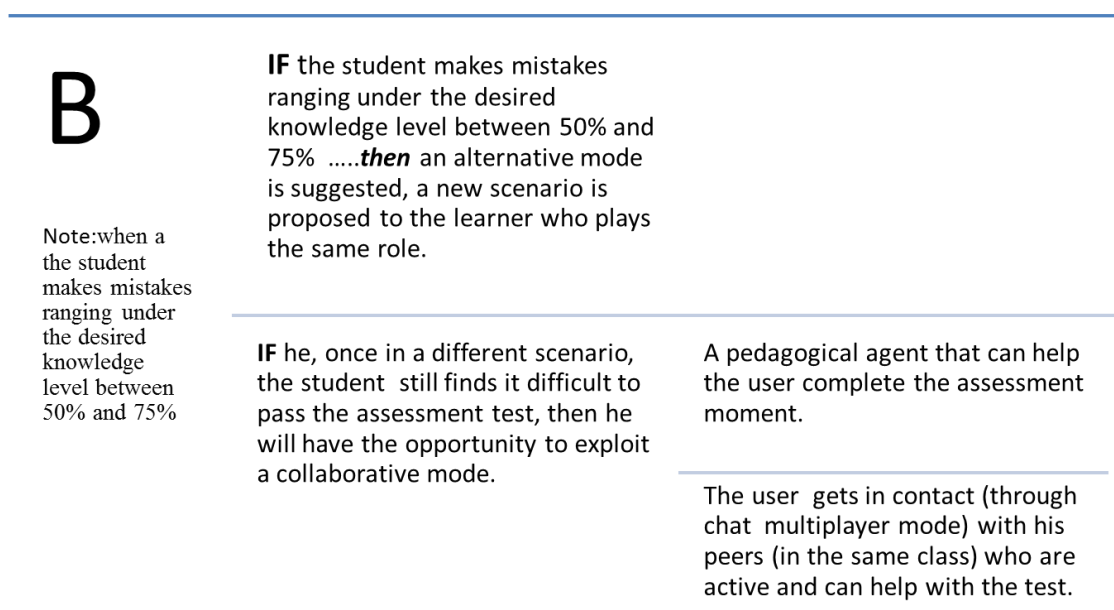 B
Note:when a
the student
makes mistakes
ranging under
the desired
knowledge
level between
50% and 75%
IF the student makes mistakes
ranging under the desired
knowledge level between 50% and
75%  .....then an alternative mode
is suggested, a new scenario is
proposed to the learner who plays
the same role.
IF he, once in a different scenario,
the student  still finds it difficult to
pass the assessment test, then he
will have the opportunity to exploit
a collaborative mode.
A pedagogical agent that can help
the user complete the assessment
moment.
The user  gets in contact (through
chat  multiplayer mode) with his
peers (in the same class) who are
active and can help with the test.